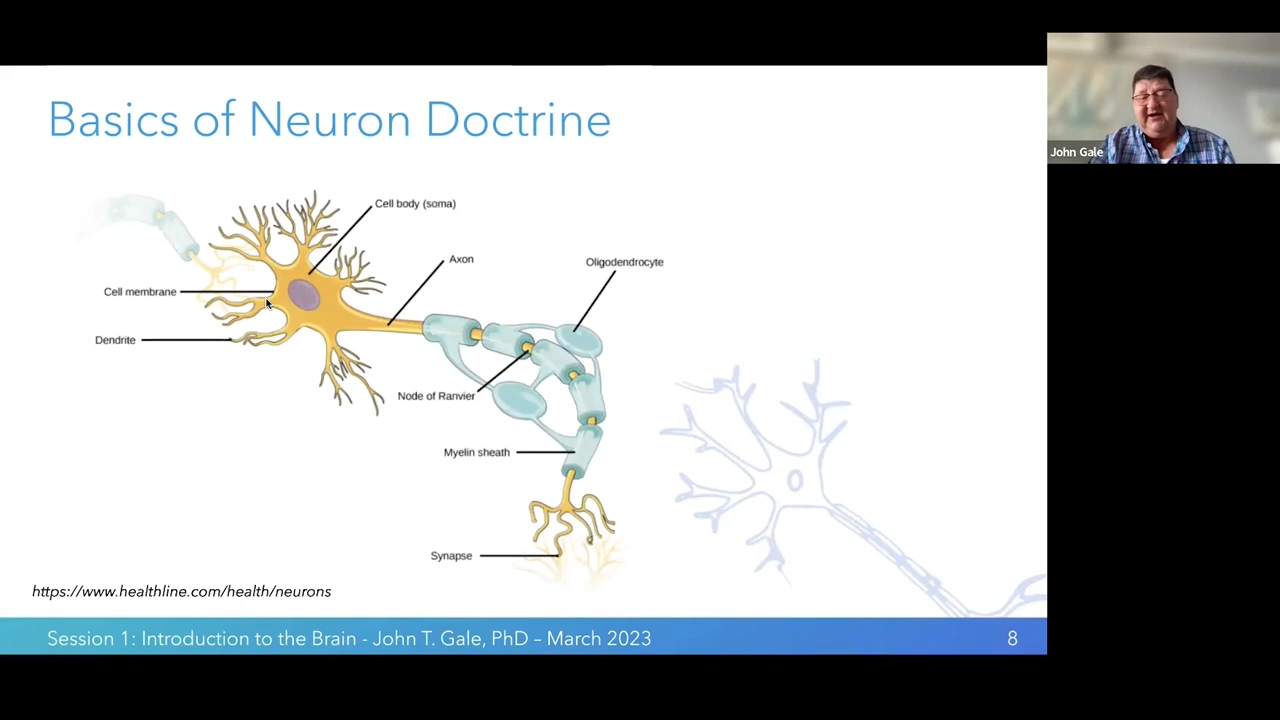 Basics of Neuron Doctrine
John Gale
Cell body (soma)
Axon
Oligodendrocyte
Cell membrane
Dendrite
Node of Ranvier
Myelin sheath
Synapse
https://www.healthline.com/health/neurons
Session 1: Introduction to the Brain - John T. Gale, PhD – March 2023
8